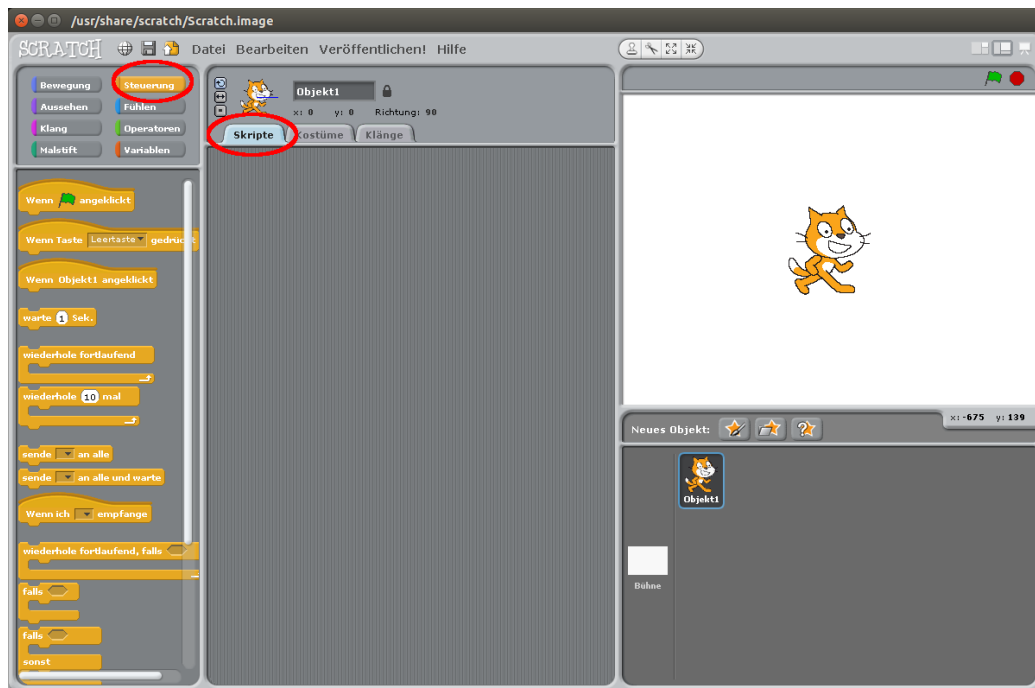 /usr/share/scratch/Scratch.image
SCRATCH Datei Bearbeiten Veröffentlichen! Hilfe
Bewegung Steuerung
Aussehen Fühlen
Klang Operatoren
Malstift Variablen
Objekt1
x: 0 y: 0 Richtung: 90
Skripte Kostüme Klänge
Wenn angeklickt
Wenn Taste Leertaste gedrückt
Wenn Objekt1 angeklickt
warte 1 Sek.
wiederhole fortlaufend
wiederhole 10 mal
sende an alle
sende an alle und warte
Wenn ich empfange
wiederhole fortlaufend, falls
falls
falls
sonst
x: -675 y: 139
Neues Objekt:
Objekt1
Bühne